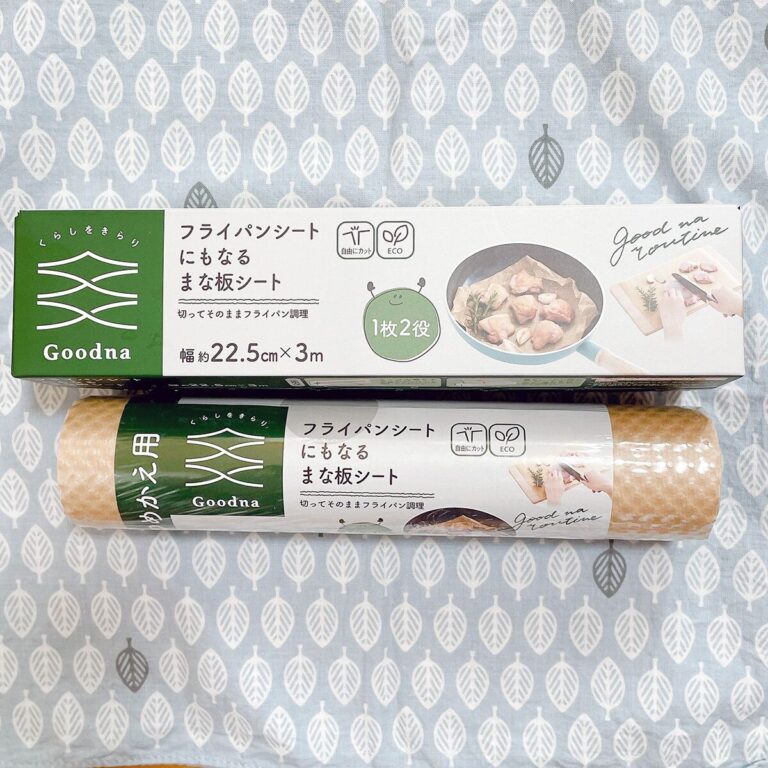 くらしをきらり
Goodna
フライパンシート
にもなる
まな板シート
切ってそのままフライパン調理
幅 約22.5cm×3m
自由にカット
ECO
1枚2役
Good na
routine
めかえ用
くらしをきらり
Goodna
フライパンシート
にもなる
まな板シート
切ってそのままフライパン調理
自由にカット
ECO
Good na
routine